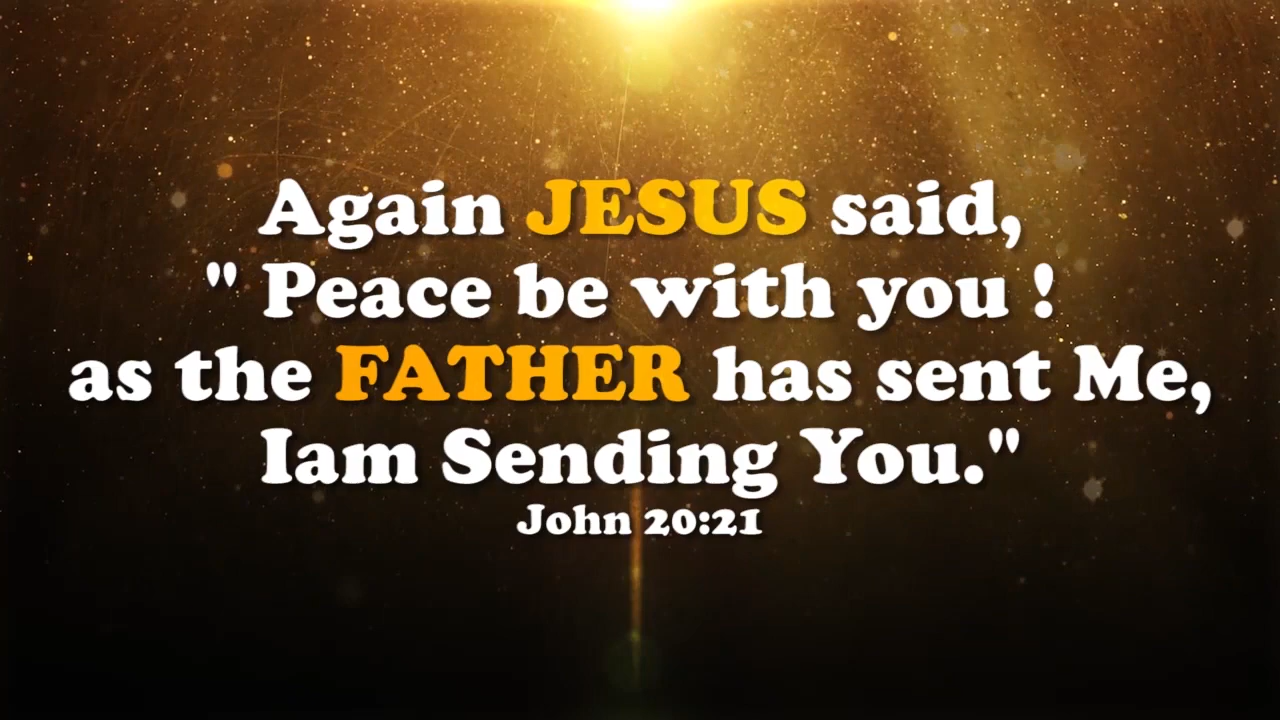 Again JESUS said,
" Peace be with you !
as the FATHER has sent Me,
Iam Sending You."
John 20:21